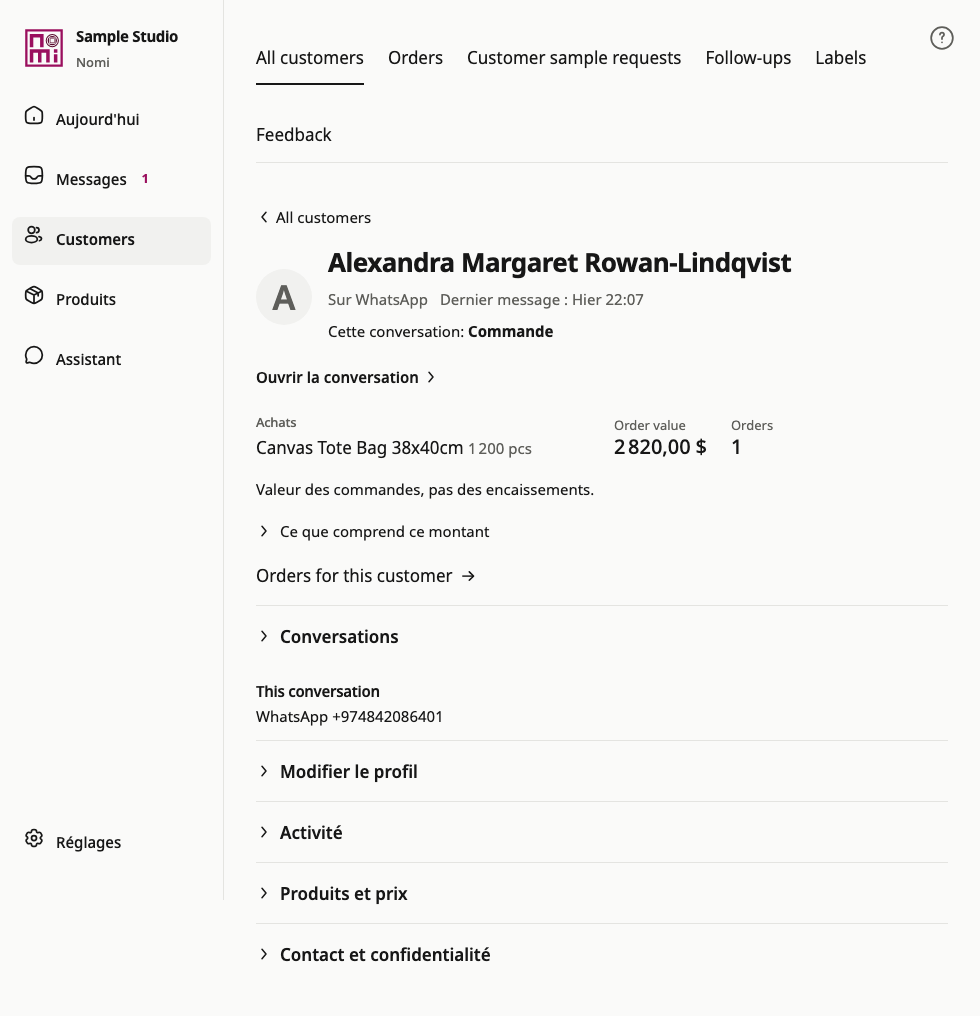 Sample Studio
Nomi
Aujourd'hui
Messages 1
Customers
Produits
Assistant
Réglages
All customers Orders Customer sample requests Follow-ups Labels
?
Feedback
All customers
A
Alexandra Margaret Rowan-Lindqvist
Sur WhatsApp Dernier message : Hier 22:07
Cette conversation: Commande
Ouvrir la conversation
Achats
Canvas Tote Bag 38x40cm 1 200 pcs
Order value
2 820,00 $
Orders
1
Valeur des commandes, pas des encaissements.
Ce que comprend ce montant
Orders for this customer →
Conversations
This conversation
WhatsApp +974842086401
Modifier le profil
Activité
Produits et prix
Contact et confidentialité